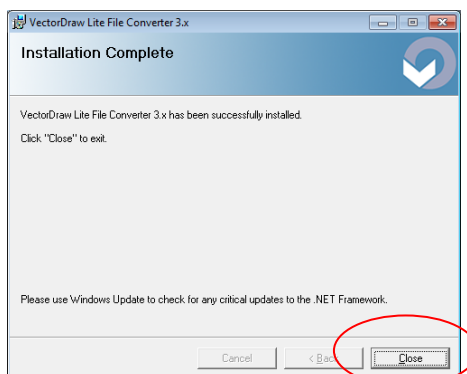 VectorDraw Lite File Converter 3.x
Installation Complete
VectorDraw Lite File Converter 3.x has been successfully installed.
Click "Close" to exit.
Please use Windows Update to check for any critical updates to the .NET Framework.
Cancel < Back Close